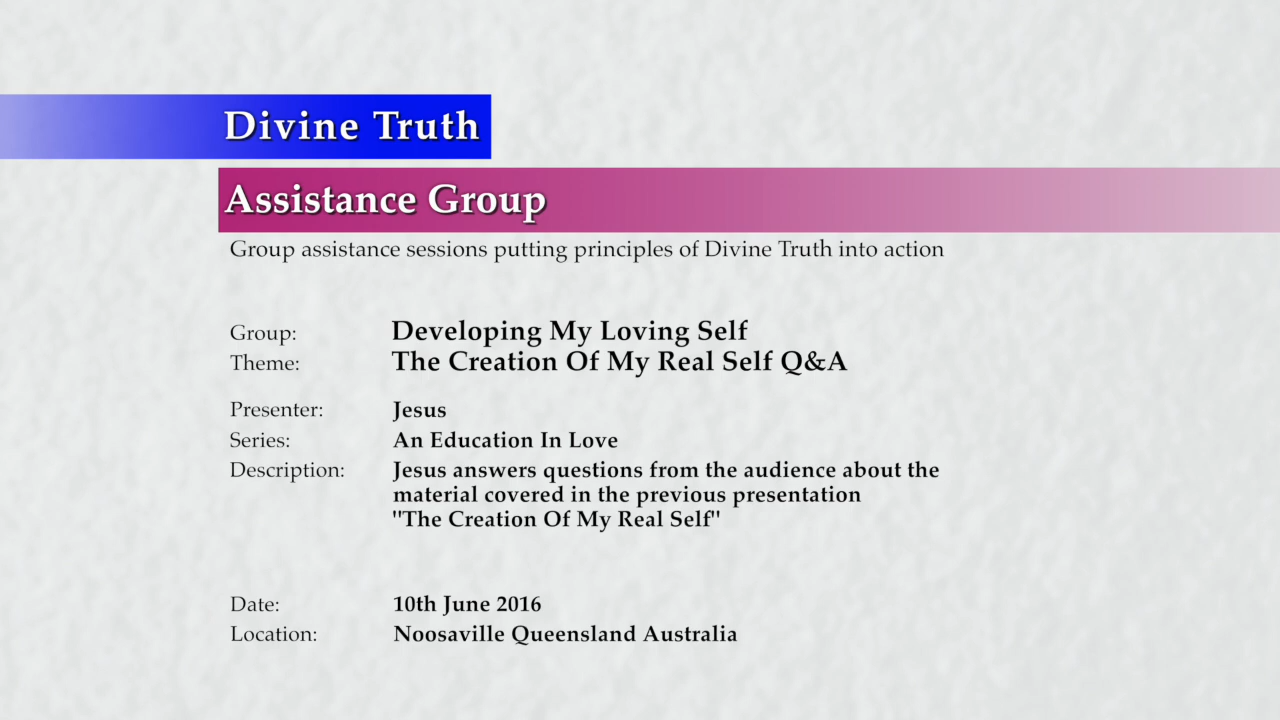 Divine Truth
Assistance Group
Group assistance sessions putting principles of Divine Truth into action
Group: Developing My Loving Self
Theme: The Creation Of My Real Self Q&A
Presenter: Jesus
Series: An Education In Love
Description: Jesus answers questions from the audience about the
material covered in the previous presentation
"The Creation Of My Real Self"
Date: 10th June 2016
Location: Noosaville Queensland Australia